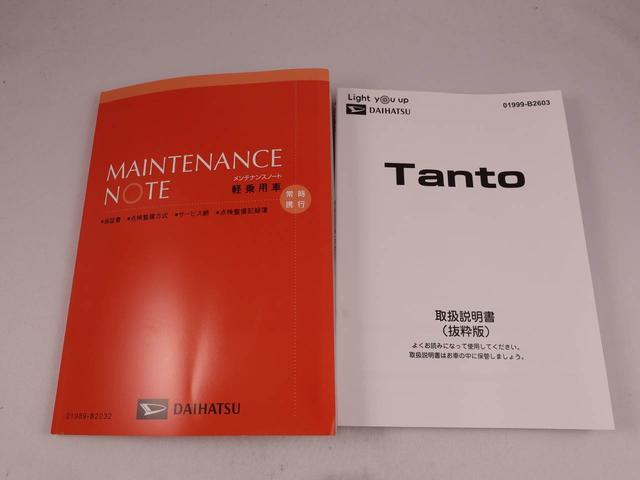 MAINTENANCE
NOTE
メンテナンスノート
軽乗用車
常時
携行
●保証書 ●点検整備方式 ●サービス網 ●点検整備記録簿
DAIHATSU
01989-B2032
Light you up
DAIHATSU
01999-B2603
Tanto
取扱説明書
（抜粋版）
よくお読みになって使用してください。
取扱説明書はお車の中に保管しましょう。